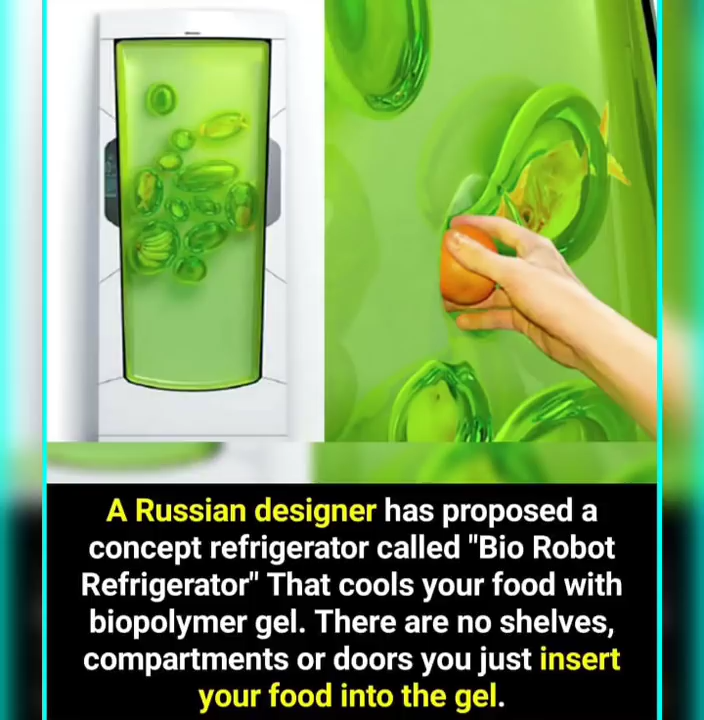 A Russian designer has proposed a
concept refrigerator called "Bio Robot
Refrigerator" That cools your food with
biopolymer gel. There are no shelves,
compartments or doors you just insert
your food into the gel.